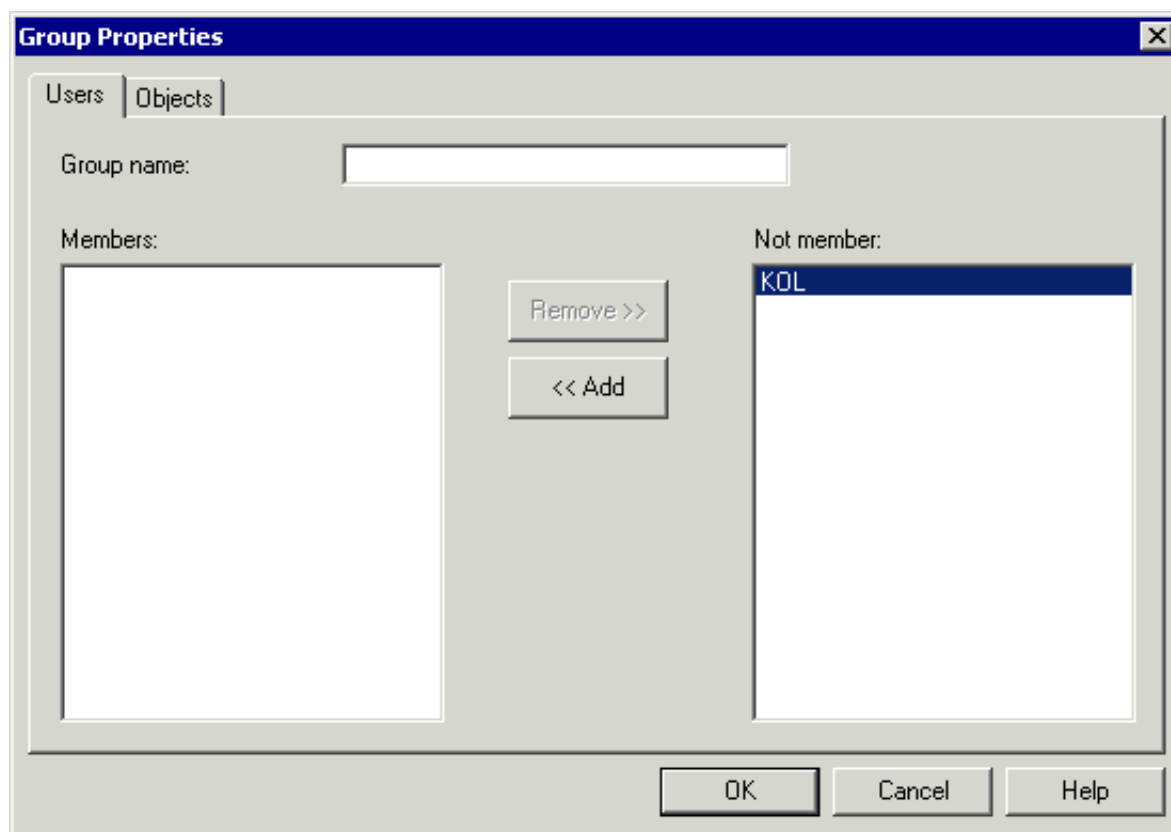 Group Properties
Users Objects
Group name:
Members: Not member:
KOL
Remove >>
<< Add
OK Cancel Help